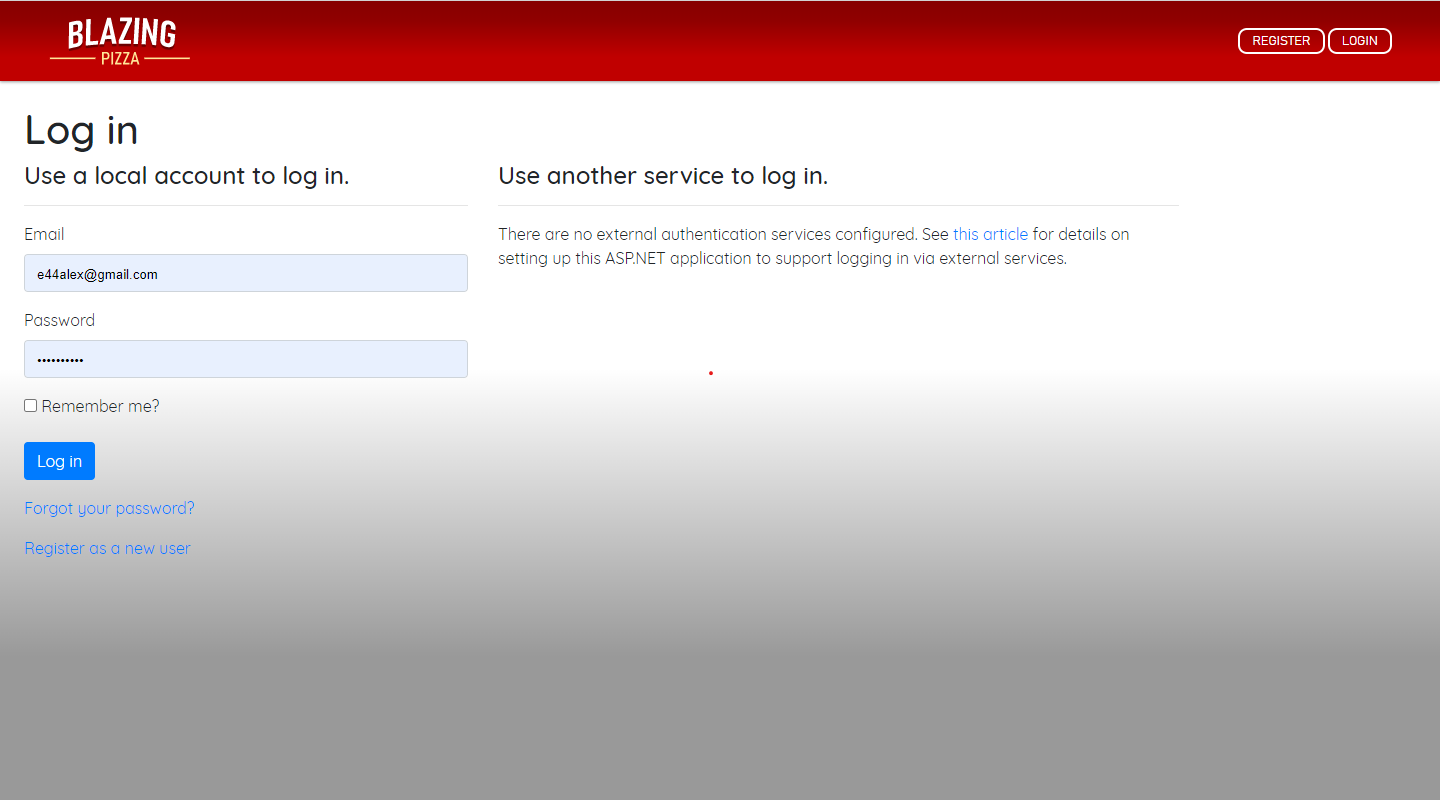 BLAZING
PIZZA
REGISTER
LOGIN
Log in
Use a local account to log in.
Email
e44alex@gmail.com
Password
••••••••••
Remember me?
Log in
Forgot your password?
Register as a new user
Use another service to log in.
There are no external authentication services configured. See this article for details on
setting up this ASP.NET application to support logging in via external services.